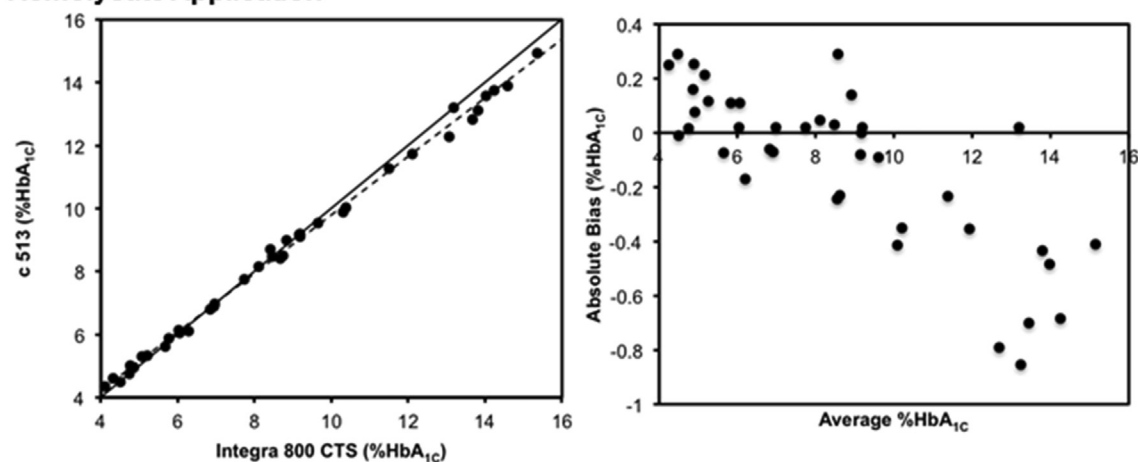 16
14
12
10
8
6
4
4 6 8 10 12 14 16
c 513 (%HbA1C)
Integra 800 CTS (%HbA1C)
0.4
0.2
0
-0.2
-0.4
-0.6
-0.8
-1
4 6 8 10 12 14 16
Absolute Bias (%HbA1C)
Average %HbA1C